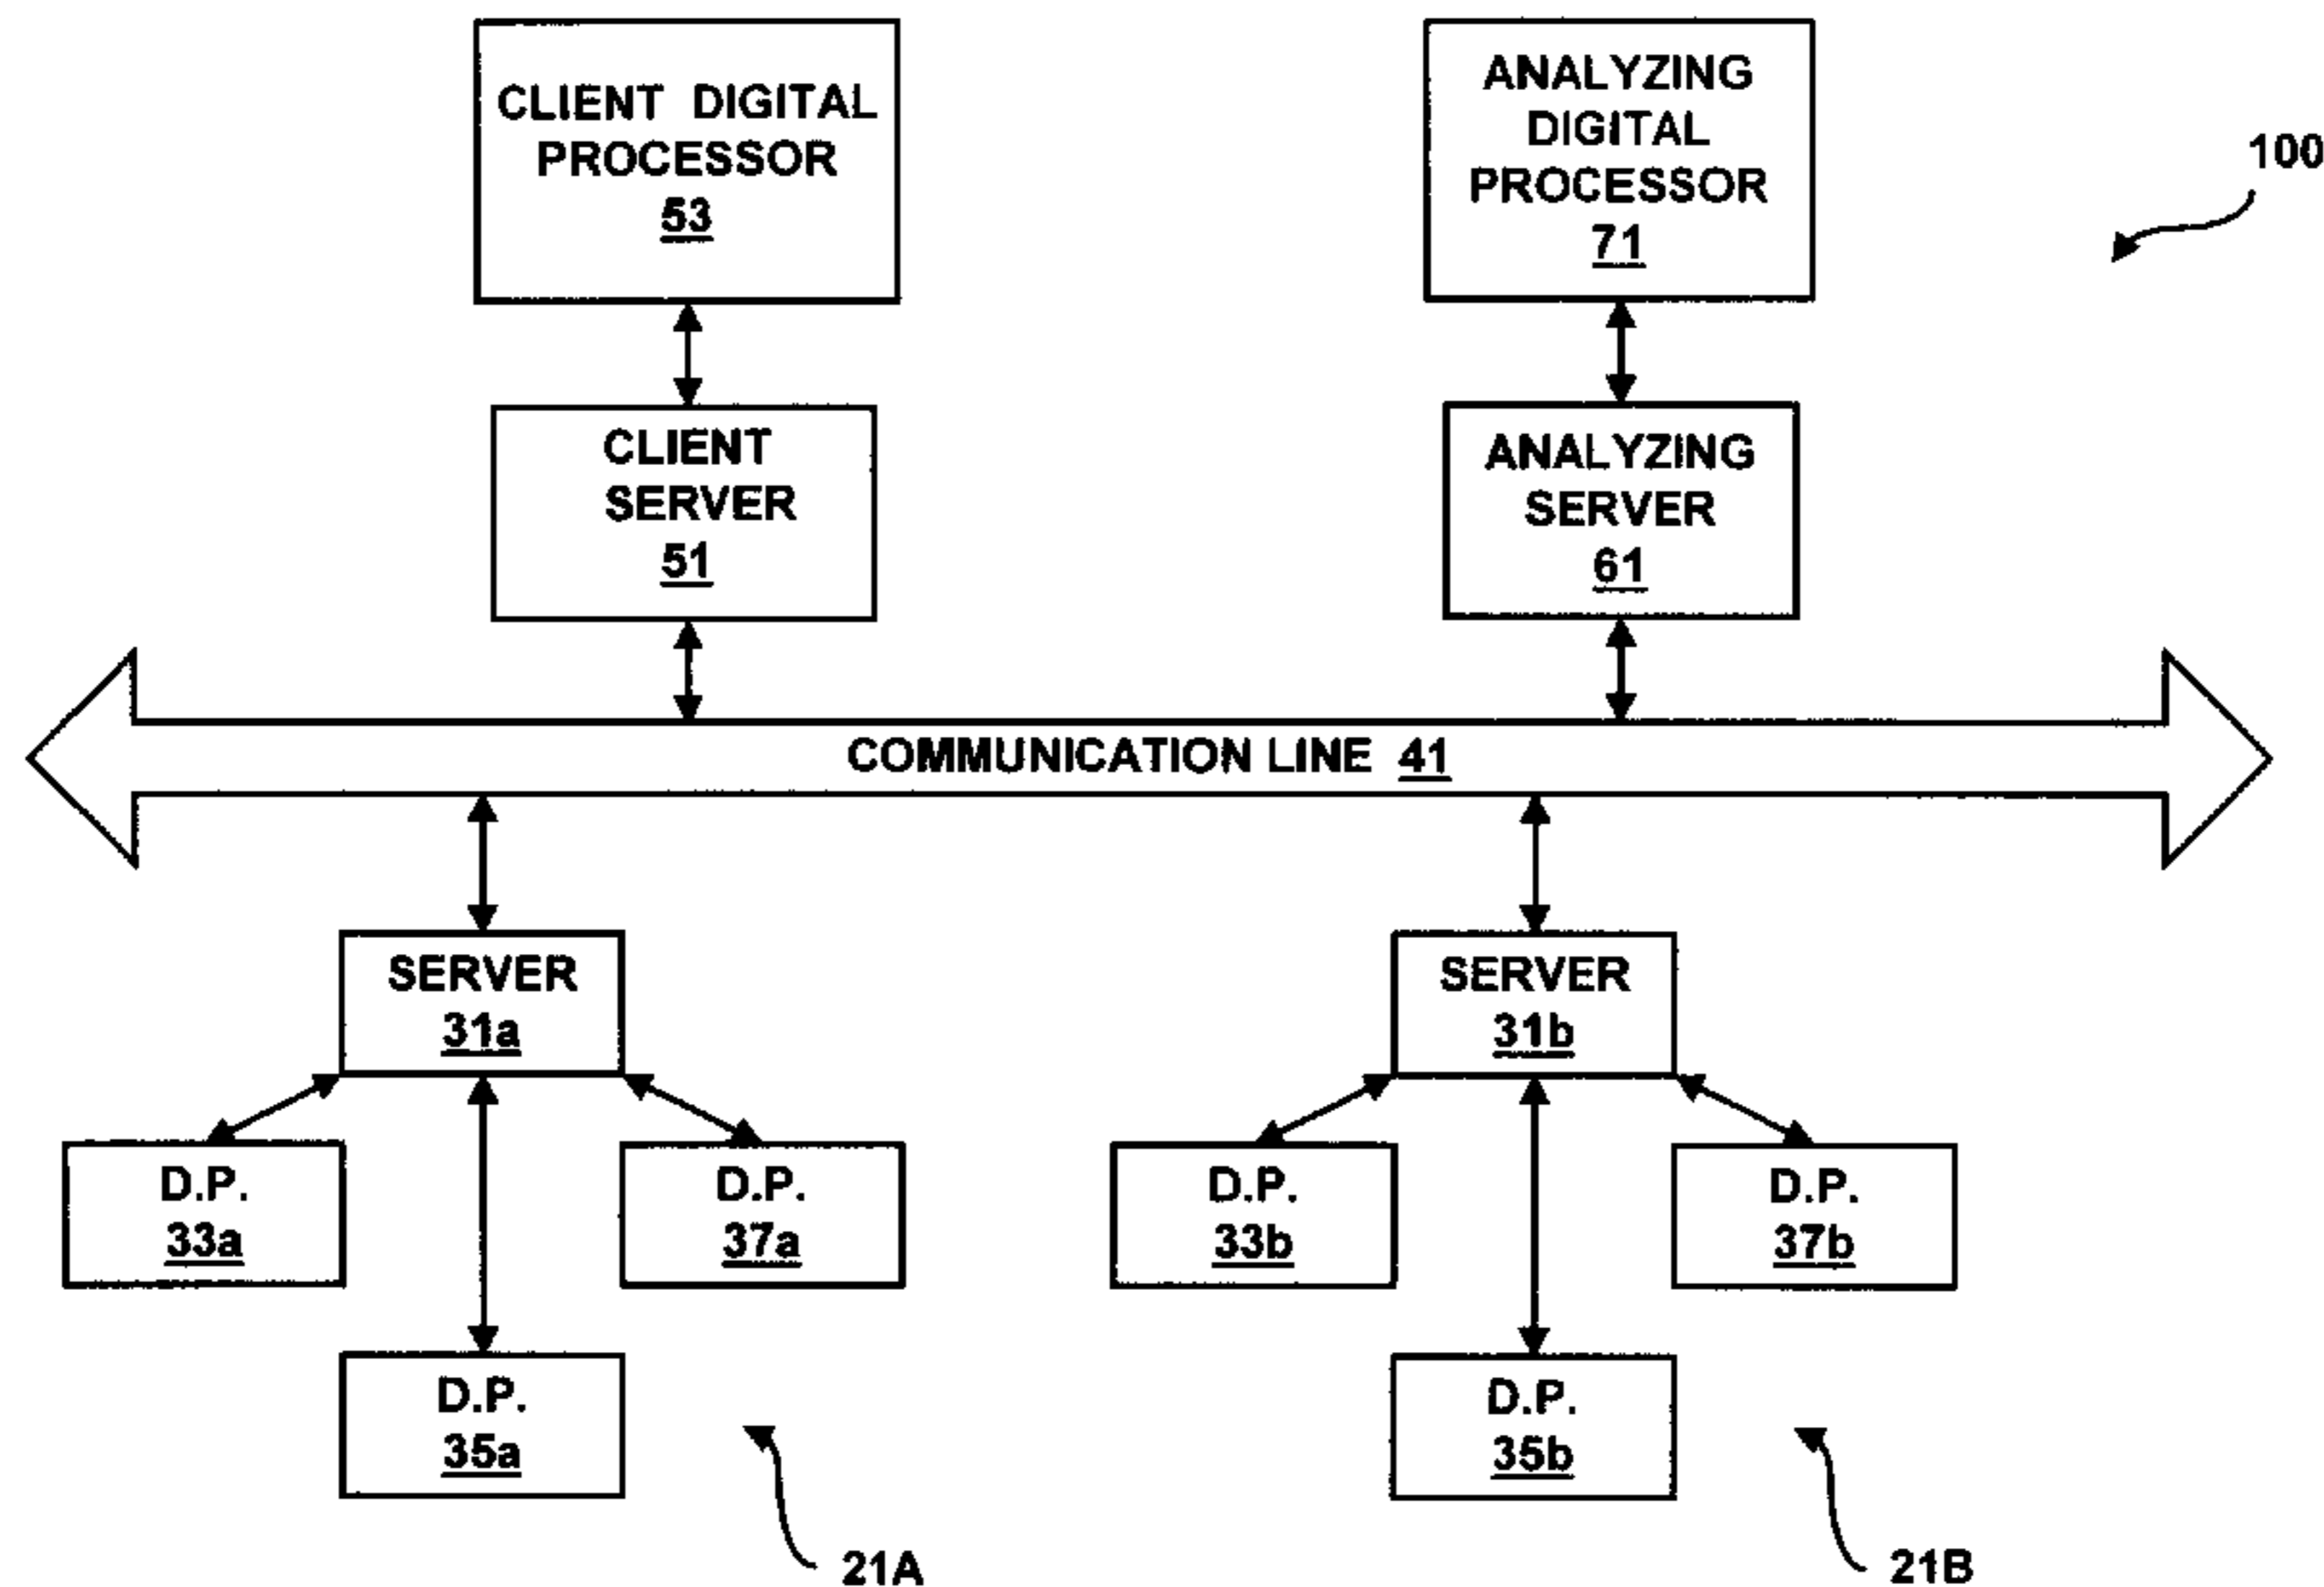 CLIENT DIGITAL
PROCESSOR
53
ANALYZING
DIGITAL
PROCESSOR
71
100
CLIENT
SERVER
51
ANALYZING
SERVER
61
COMMUNICATION LINE 41
SERVER
31a
SERVER
31b
D.P.
33a
D.P.
37a
D.P.
33b
D.P.
37b
D.P.
35a
D.P.
35b
21A
21B